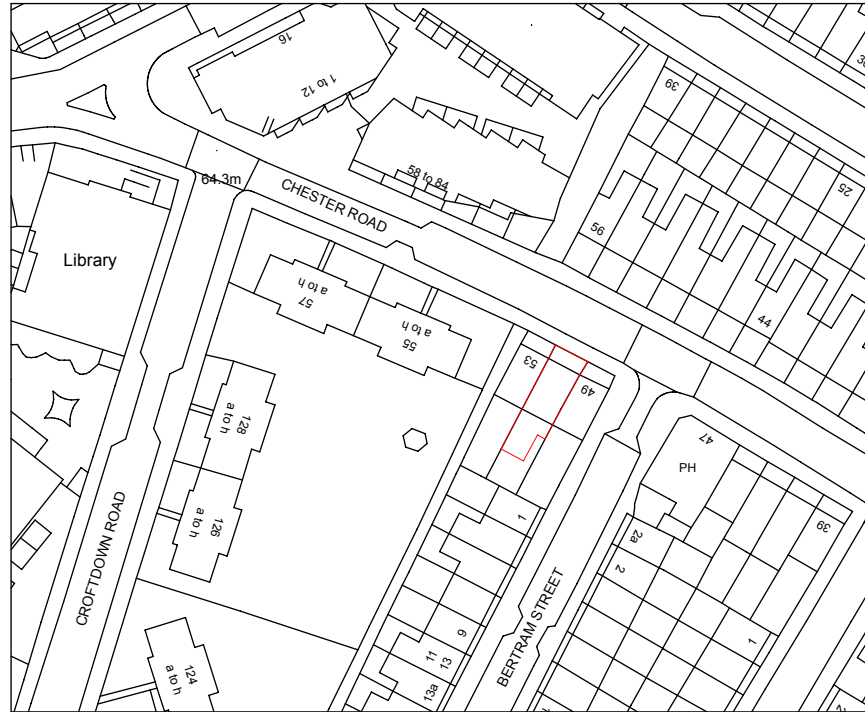 16
1 to 12
39
25
58 to 84
64.3m
CHESTER ROAD
Library
56
44
57
a to h
55
a to h
53
49
47
PH
128
a to h
126
a to h
1
39
2a
2
CROFTDOWN ROAD
BERTRAM STREET
9
1
11
13
13a
124
a to h